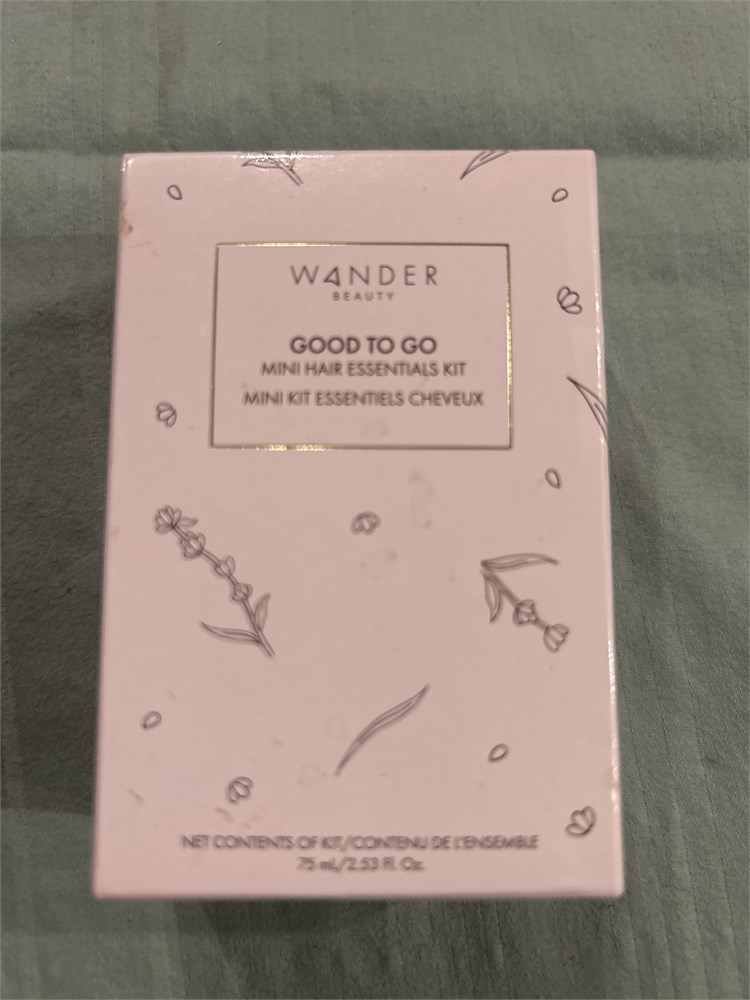 WANDER
BEAUTY
GOOD TO GO
MINI HAIR ESSENTIALS KIT
MINI KIT ESSENTIELS CHEVEUX
NET CONTENTS OF KIT/CONTENU DE L'ENSEMBLE
75 mL/2.53 Fl. Oz.